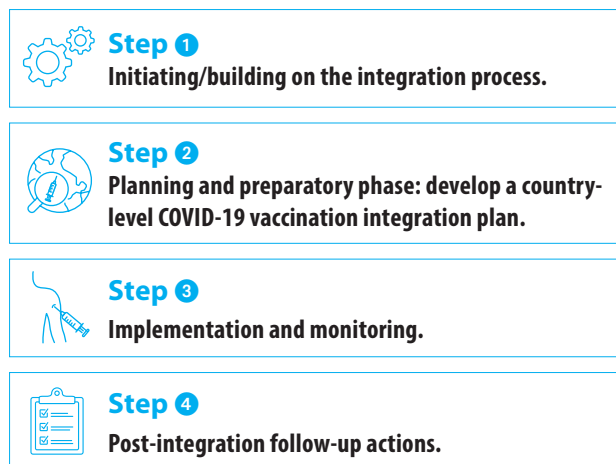 Step 1
Initiating/building on the integration process.
Step 2
Planning and preparatory phase: develop a country-
level COVID-19 vaccination integration plan.
Step 3
Implementation and monitoring.
Step 4
Post-integration follow-up actions.